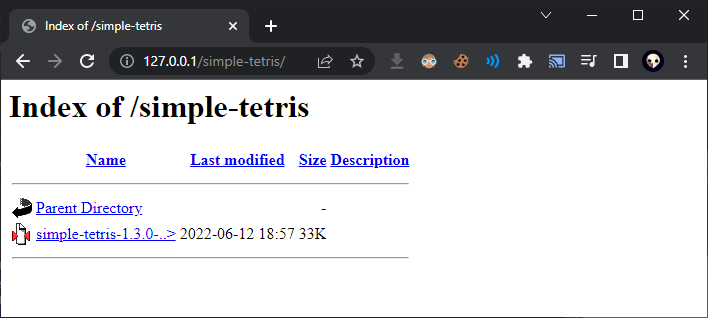 Index of /simple-tetris
127.0.0.1/simple-tetris/
Index of /simple-tetris
Name Last modified Size Description
Parent Directory -
simple-tetris-1.3.0-..> 2022-06-12 18:57 33K